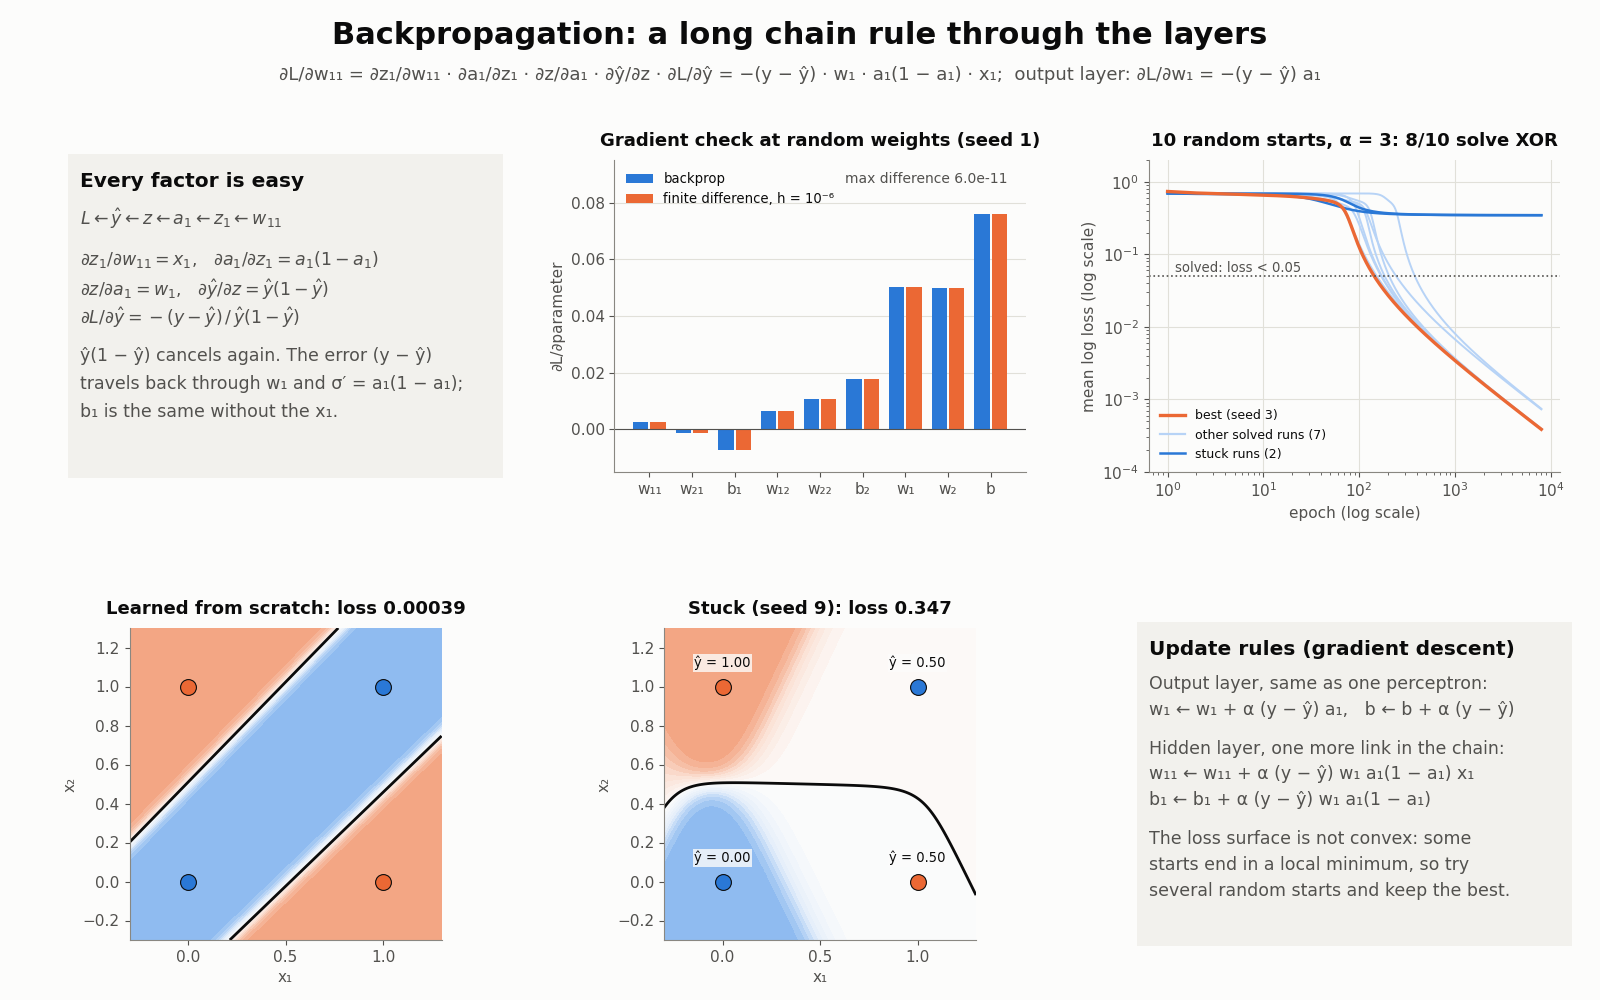 Backpropagation: a long chain rule through the layers
∂L/∂w₁₁ = ∂z₁/∂w₁₁ · ∂a₁/∂z₁ · ∂z/∂a₁ · ∂ŷ/∂z · ∂L/∂ŷ = −(y − ŷ) · w₁ · a₁(1 − a₁) · x₁;  output layer: ∂L/∂w₁ = −(y − ŷ) a₁
Every factor is easy
L ← ŷ ← z ← a₁ ← z₁ ← w₁₁
∂z₁/∂w₁₁ = x₁,   ∂a₁/∂z₁ = a₁(1 − a₁)
∂z/∂a₁ = w₁,   ∂ŷ/∂z = ŷ(1 − ŷ)
∂L/∂ŷ = −(y − ŷ) / ŷ(1 − ŷ)
ŷ(1 − ŷ) cancels again. The error (y − ŷ)
travels back through w₁ and σ′ = a₁(1 − a₁);
b₁ is the same without the x₁.
Gradient check at random weights (seed 1)
backprop
finite difference, h = 10⁻⁶
max difference 6.0e-11
∂L/∂parameter
0.08
0.06
0.04
0.02
0.00
w₁₁ w₂₁ b₁ w₁₂ w₂₂ b₂ w₁ w₂ b
10 random starts, α = 3: 8/10 solve XOR
mean log loss (log scale)
10⁰
10⁻¹
10⁻²
10⁻³
10⁻⁴
solved: loss < 0.05
best (seed 3)
other solved runs (7)
stuck runs (2)
10⁰ 10¹ 10² 10³ 10⁴
epoch (log scale)
Learned from scratch: loss 0.00039
x₂
1.2
1.0
0.8
0.6
0.4
0.2
0.0
−0.2
0.0 0.5 1.0
x₁
Stuck (seed 9): loss 0.347
x₂
1.2
1.0
0.8
0.6
0.4
0.2
0.0
−0.2
ŷ = 1.00 ŷ = 0.50
ŷ = 0.00 ŷ = 0.50
0.0 0.5 1.0
x₁
Update rules (gradient descent)
Output layer, same as one perceptron:
w₁ ← w₁ + α (y − ŷ) a₁,   b ← b + α (y − ŷ)
Hidden layer, one more link in the chain:
w₁₁ ← w₁₁ + α (y − ŷ) w₁ a₁(1 − a₁) x₁
b₁ ← b₁ + α (y − ŷ) w₁ a₁(1 − a₁)
The loss surface is not convex: some
starts end in a local minimum, so try
several random starts and keep the best.